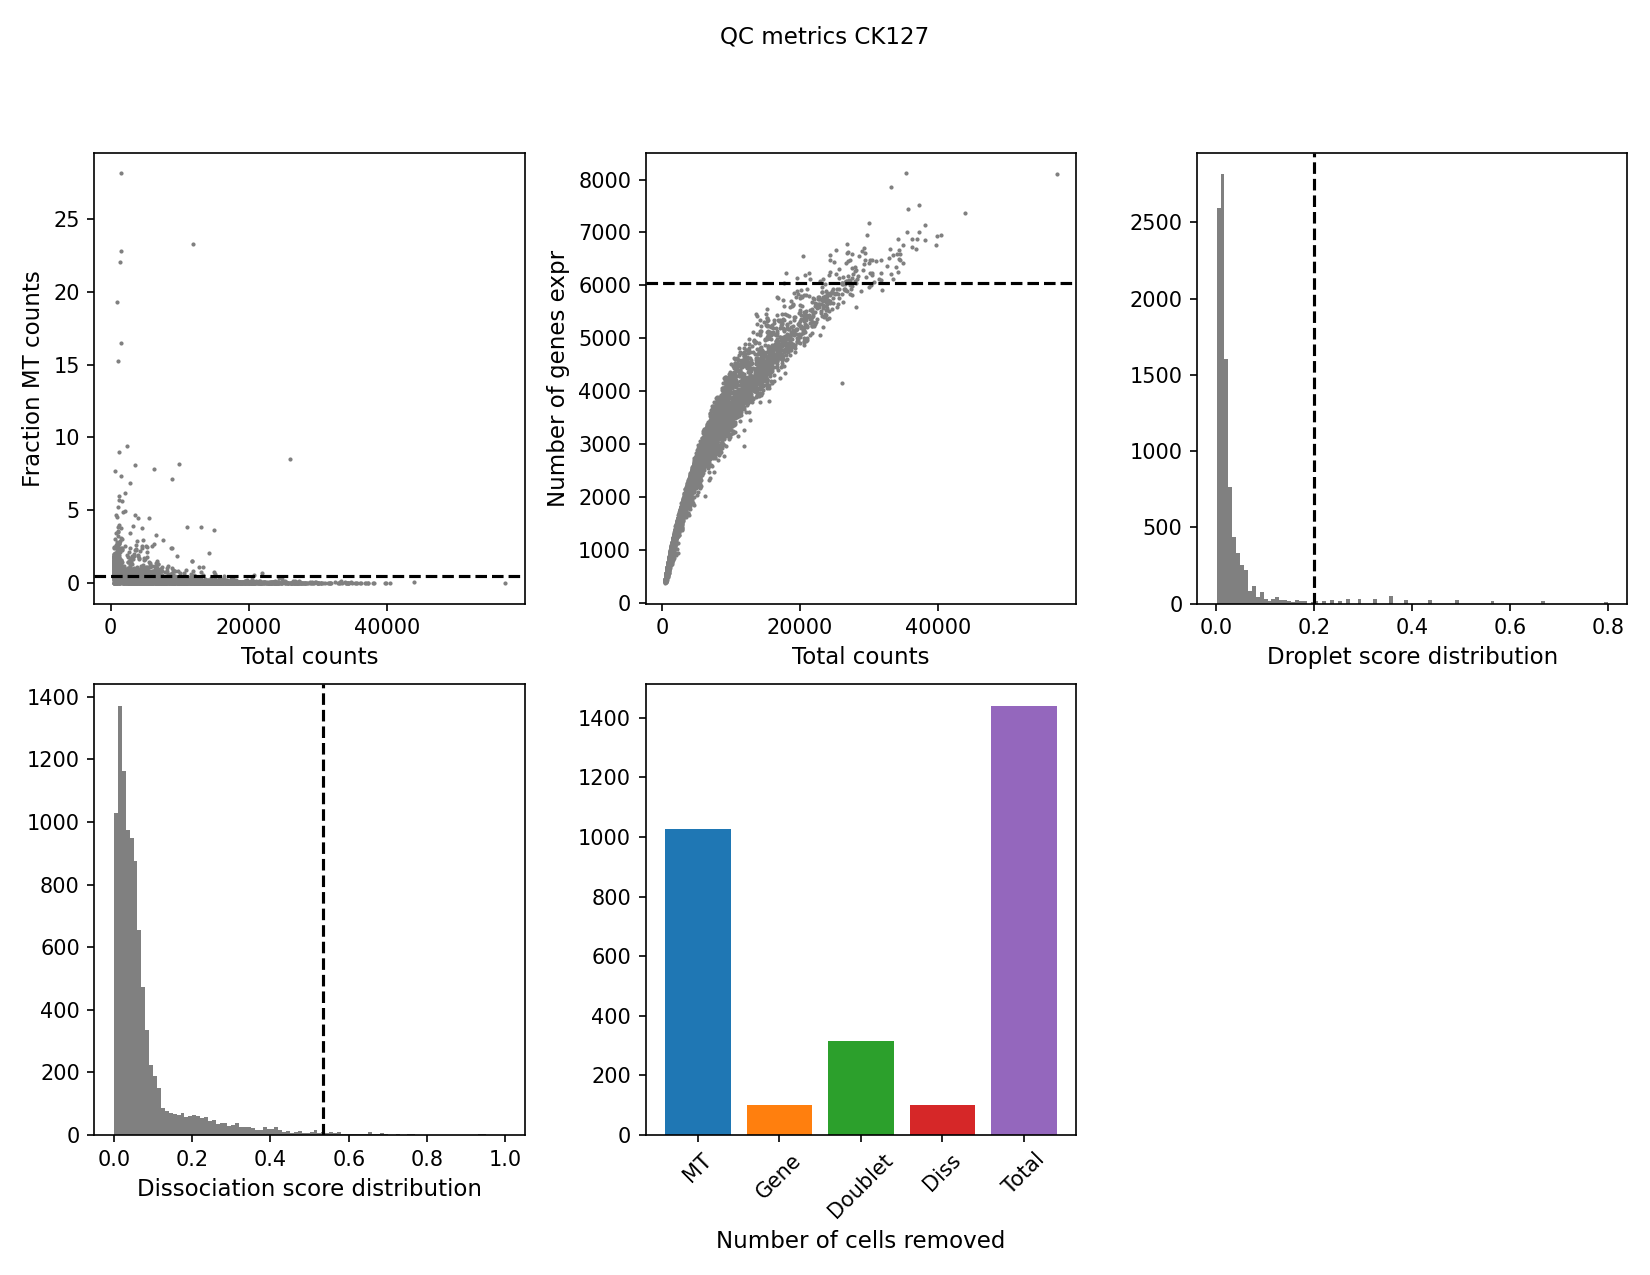 QC metrics CK127
Fraction MT counts
25
20
15
10
5
0
0 20000 40000
Total counts
Number of genes expr
8000
7000
6000
5000
4000
3000
2000
1000
0
0 20000 40000
Total counts
2500
2000
1500
1000
500
0
0.0 0.2 0.4 0.6 0.8
Droplet score distribution
1400
1200
1000
800
600
400
200
0
0.0 0.2 0.4 0.6 0.8 1.0
Dissociation score distribution
1400
1200
1000
800
600
400
200
0
MT Gene Doublet Diss Total
Number of cells removed